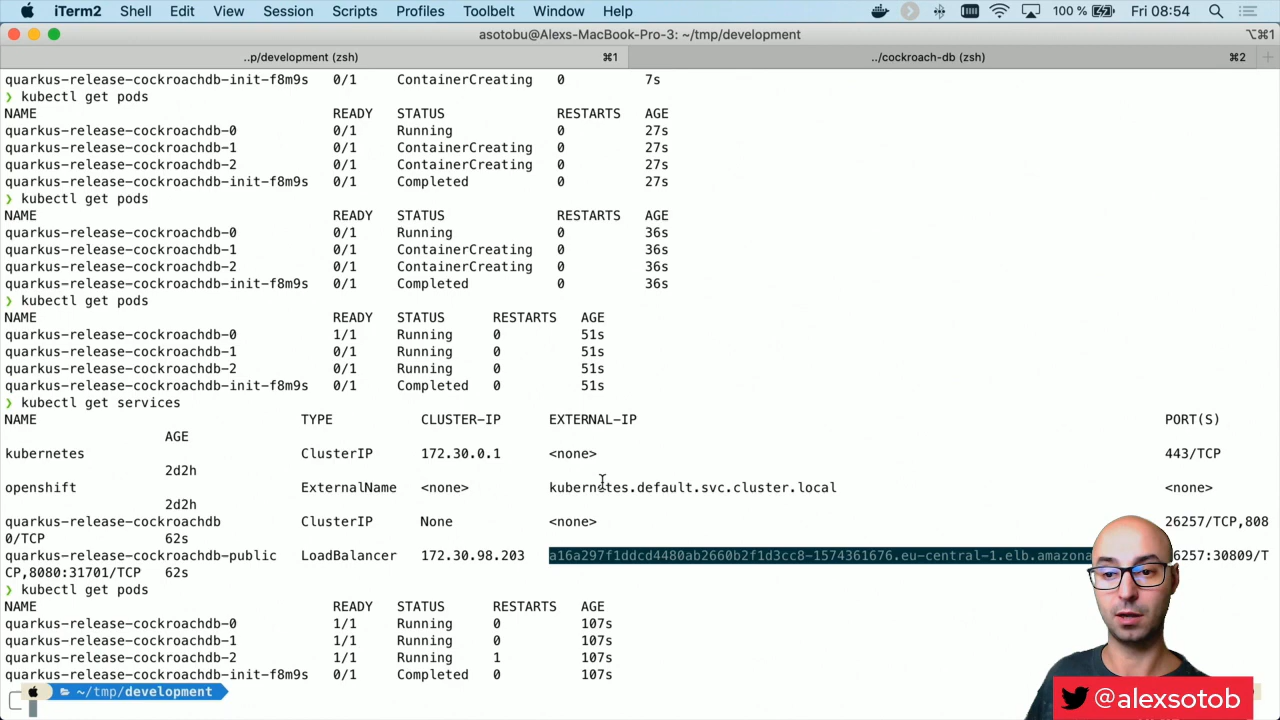 iTerm2 Shell Edit View Session Scripts Profiles Toolbelt Window Help 100 % Fri 08:54
asotobu@Alexs-MacBook-Pro-3: ~/tmp/development ⌥⌘1
..p/development (zsh) ⌘1 ../cockroach-db (zsh) ⌘2 +
quarkus-release-cockroachdb-init-f8m9s 0/1 ContainerCreating 0 7s
❯ kubectl get pods
NAME READY STATUS RESTARTS AGE
quarkus-release-cockroachdb-0 0/1 Running 0 27s
quarkus-release-cockroachdb-1 0/1 ContainerCreating 0 27s
quarkus-release-cockroachdb-2 0/1 ContainerCreating 0 27s
quarkus-release-cockroachdb-init-f8m9s 0/1 Completed 0 27s
❯ kubectl get pods
NAME READY STATUS RESTARTS AGE
quarkus-release-cockroachdb-0 0/1 Running 0 36s
quarkus-release-cockroachdb-1 0/1 ContainerCreating 0 36s
quarkus-release-cockroachdb-2 0/1 ContainerCreating 0 36s
quarkus-release-cockroachdb-init-f8m9s 0/1 Completed 0 36s
❯ kubectl get pods
NAME READY STATUS RESTARTS AGE
quarkus-release-cockroachdb-0 1/1 Running 0 51s
quarkus-release-cockroachdb-1 0/1 Running 0 51s
quarkus-release-cockroachdb-2 0/1 Running 0 51s
quarkus-release-cockroachdb-init-f8m9s 0/1 Completed 0 51s
❯ kubectl get services
NAME TYPE CLUSTER-IP EXTERNAL-IP PORT(S)
AGE
kubernetes ClusterIP 172.30.0.1 <none> 443/TCP
2d2h
openshift ExternalName <none> kubernetes.default.svc.cluster.local <none>
2d2h
quarkus-release-cockroachdb ClusterIP None <none> 26257/TCP,808
0/TCP 62s
quarkus-release-cockroachdb-public LoadBalancer 172.30.98.203 a16a297f1ddcd4480ab2660b2f1d3cc8-1574361676.eu-central-1.elb.amazona 6257:30809/T
CP,8080:31701/TCP 62s
❯ kubectl get pods
NAME READY STATUS RESTARTS AGE
quarkus-release-cockroachdb-0 1/1 Running 0 107s
quarkus-release-cockroachdb-1 1/1 Running 0 107s
quarkus-release-cockroachdb-2 1/1 Running 1 107s
quarkus-release-cockroachdb-init-f8m9s 0/1 Completed 0 107s
~/tmp/development
@alexsotob